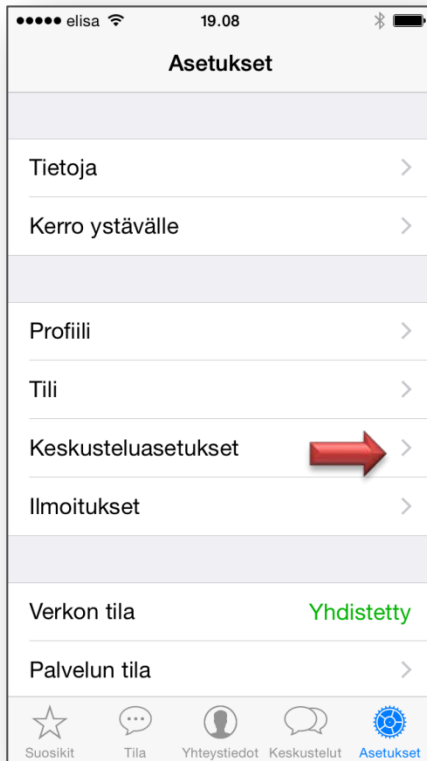 elisa 19.08
Asetukset
Tietoja
Kerro ystävälle
Profiili
Tili
Keskusteluasetukset
Ilmoitukset
Verkon tila Yhdistetty
Palvelun tila
Suosikit Tila Yhteystiedot Keskustelut Asetukset